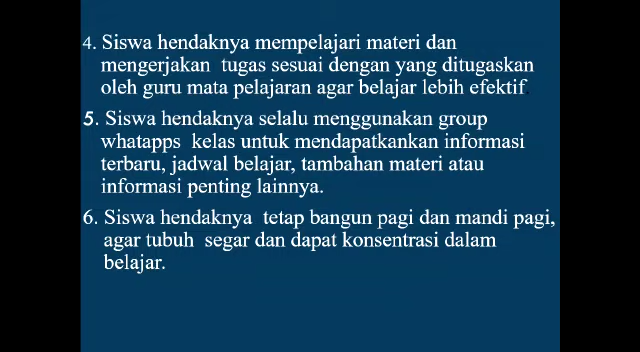 4. Siswa hendaknya mempelajari materi dan
mengerjakan tugas sesuai dengan yang ditugaskan
oleh guru mata pelajaran agar belajar lebih efektif.
5. Siswa hendaknya selalu menggunakan group
whatapps kelas untuk mendapatkankan informasi
terbaru, jadwal belajar, tambahan materi atau
informasi penting lainnya.
6. Siswa hendaknya tetap bangun pagi dan mandi pagi,
agar tubuh segar dan dapat konsentrasi dalam
belajar.